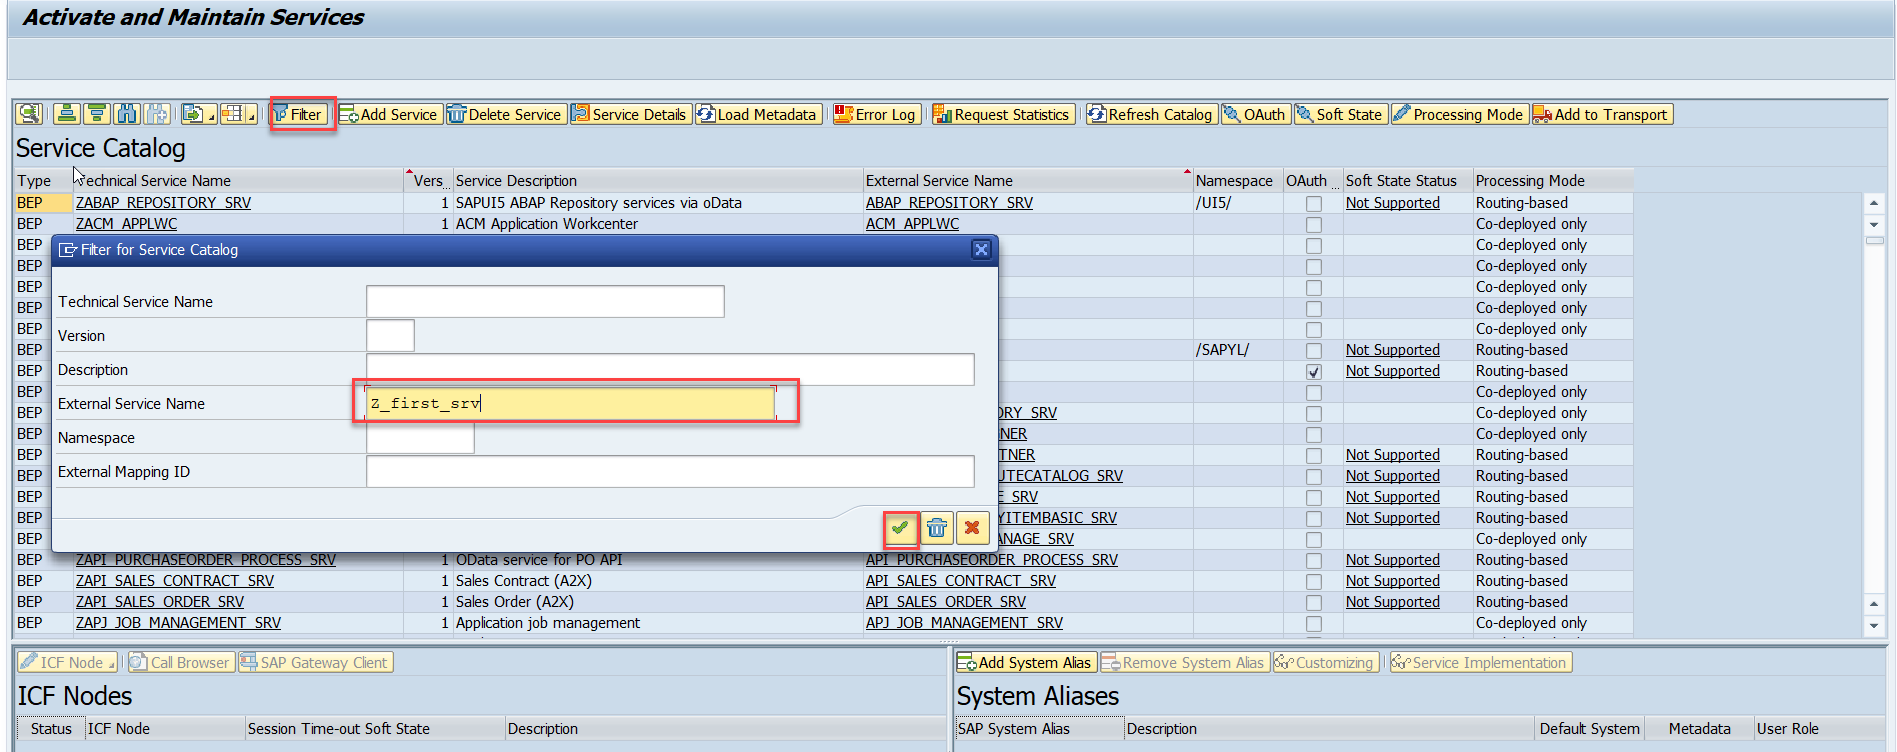 Activate and Maintain Services
Filter Add Service Delete Service Service Details Load Metadata Error Log Request Statistics Refresh Catalog OAuth Soft State Processing Mode Add to Transport
Service Catalog
Type Technical Service Name Vers... Service Description External Service Name Namespace OAuth ... Soft State Status Processing Mode
BEP ZABAP_REPOSITORY_SRV 1 SAPUI5 ABAP Repository services via oData ABAP_REPOSITORY_SRV /UI5/ Not Supported Routing-based
BEP ZACM_APPLWC 1 ACM Application Workcenter ACM_APPLWC Co-deployed only
BEP Co-deployed only
BEP Co-deployed only
BEP Co-deployed only
BEP Co-deployed only
BEP Co-deployed only
BEP /SAPYL/ Not Supported Routing-based
BEP Not Supported Routing-based
BEP Co-deployed only
BEP ORY_SRV Not Supported Routing-based
BEP NER Co-deployed only
BEP TNER Not Supported Routing-based
BEP UTECATALOG_SRV Not Supported Routing-based
BEP E_SRV Not Supported Routing-based
BEP YITEMBASIC_SRV Not Supported Routing-based
BEP ANAGE_SRV Co-deployed only
BEP ZAPI_PURCHASEORDER_PROCESS_SRV 1 OData service for PO API API_PURCHASEORDER_PROCESS_SRV Not Supported Routing-based
BEP ZAPI_SALES_CONTRACT_SRV 1 Sales Contract (A2X) API_SALES_CONTRACT_SRV Not Supported Routing-based
BEP ZAPI_SALES_ORDER_SRV 1 Sales Order (A2X) API_SALES_ORDER_SRV Not Supported Routing-based
BEP ZAPJ_JOB_MANAGEMENT_SRV 1 Application job management APJ_JOB_MANAGEMENT_SRV Co-deployed only
Filter for Service Catalog
Technical Service Name
Version
Description
External Service Name Z_first_srv
Namespace
External Mapping ID
ICF Node Call Browser SAP Gateway Client
ICF Nodes
Status ICF Node Session Time-out Soft State Description
Add System Alias Remove System Alias Customizing Service Implementation
System Aliases
SAP System Alias Description Default System Metadata User Role